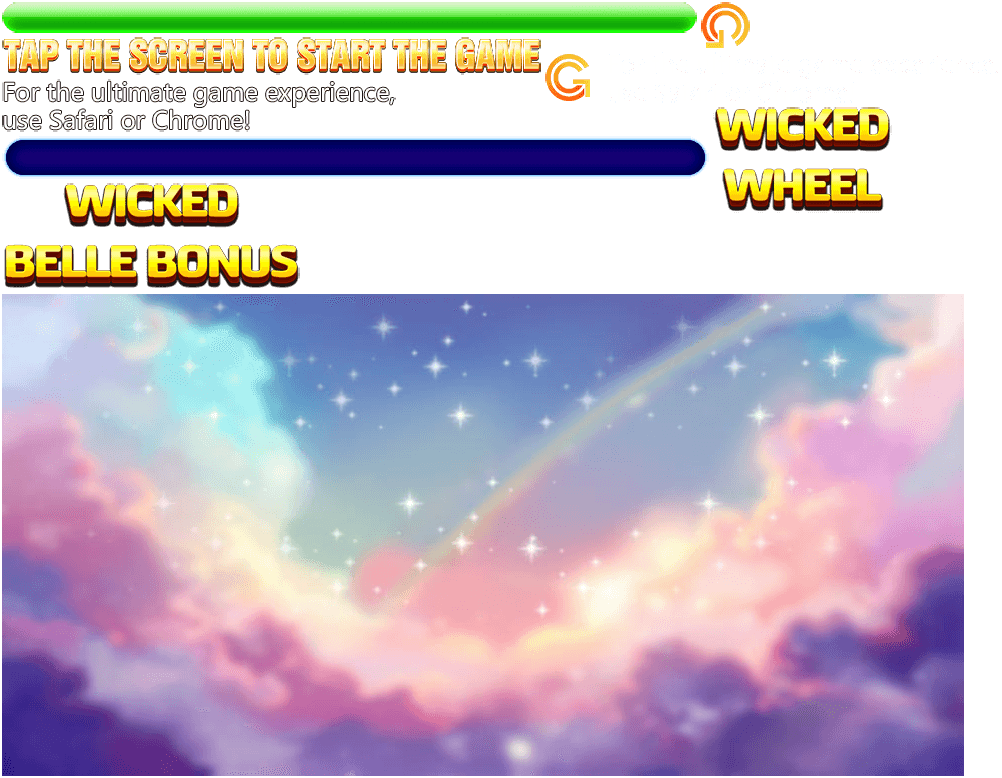 TAP THE SCREEN TO START THE GAME
For the ultimate game experience,
use Safari or Chrome!
WICKED
WHEEL
WICKED
BELLE BONUS